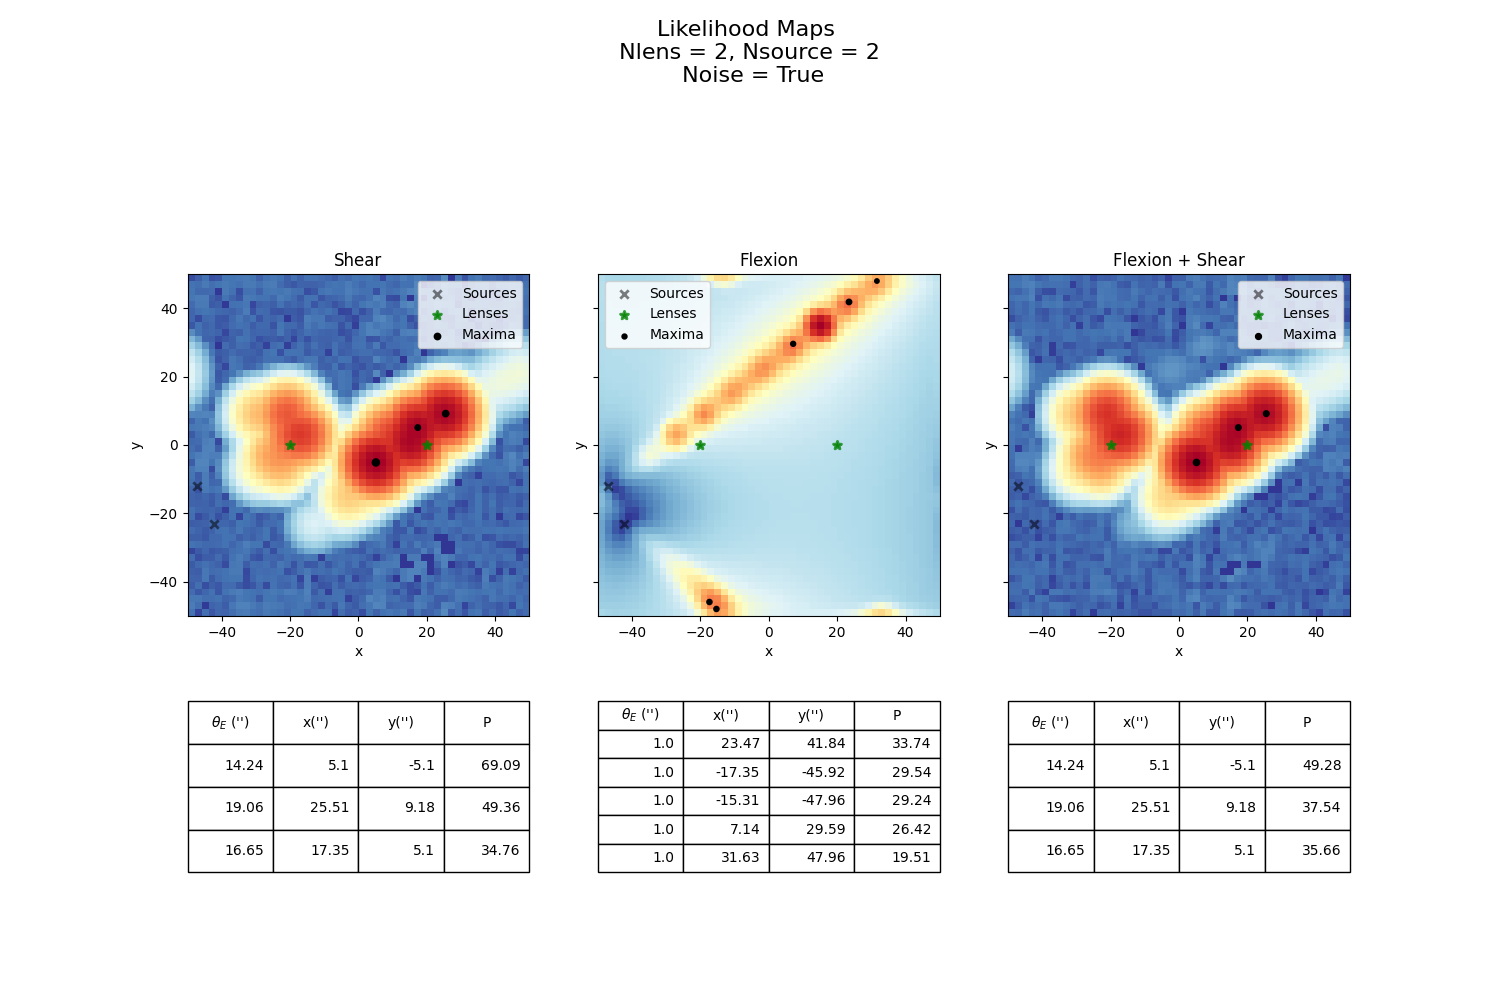 Likelihood Maps
Nlens = 2, Nsource = 2
Noise = True
Shear
Sources
Lenses
Maxima
40
20
0
−20
−40
y
−40 −20 0 20 40
x
Flexion
Sources
Lenses
Maxima
y
−40 −20 0 20 40
x
Flexion + Shear
Sources
Lenses
Maxima
y
−40 −20 0 20 40
x
θE ('') x('') y('') P
14.24 5.1 -5.1 69.09
19.06 25.51 9.18 49.36
16.65 17.35 5.1 34.76
θE ('') x('') y('') P
1.0 23.47 41.84 33.74
1.0 -17.35 -45.92 29.54
1.0 -15.31 -47.96 29.24
1.0 7.14 29.59 26.42
1.0 31.63 47.96 19.51
θE ('') x('') y('') P
14.24 5.1 -5.1 49.28
19.06 25.51 9.18 37.54
16.65 17.35 5.1 35.66